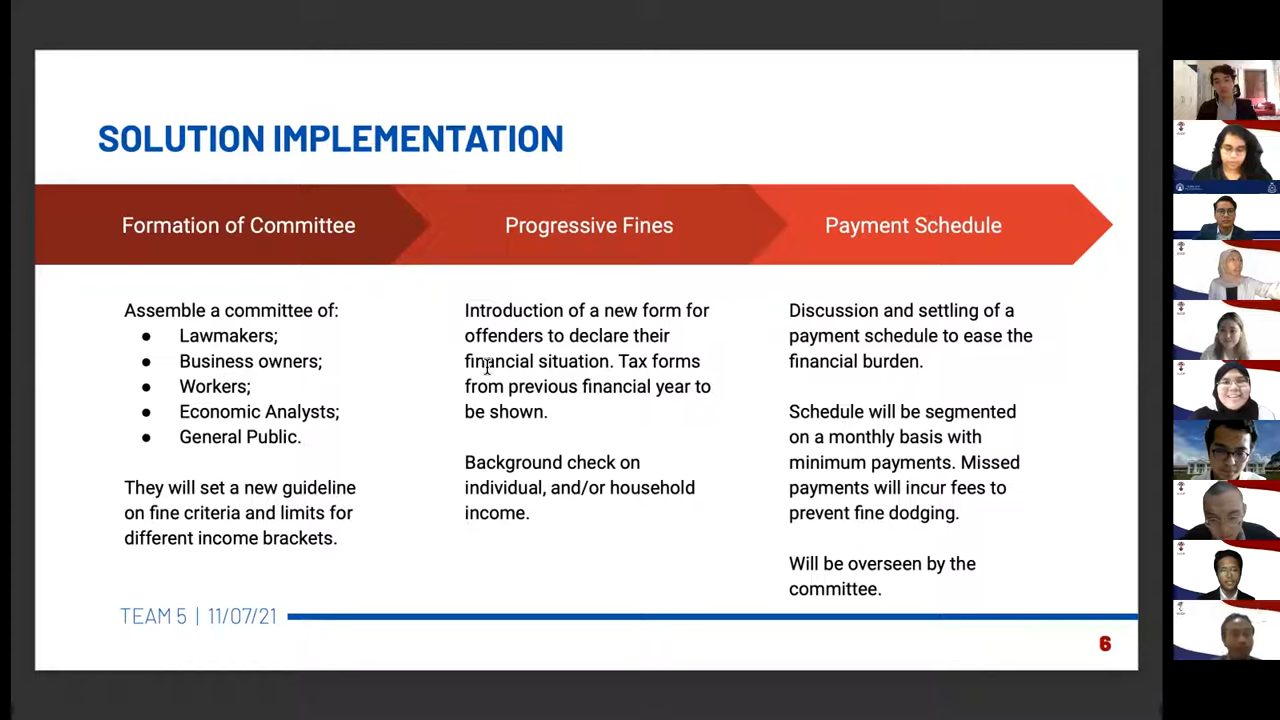 SOLUTION IMPLEMENTATION
Formation of Committee
Progressive Fines
Payment Schedule
Assemble a committee of:
● Lawmakers;
● Business owners;
● Workers;
● Economic Analysts;
● General Public.
They will set a new guideline
on fine criteria and limits for
different income brackets.
Introduction of a new form for
offenders to declare their
financial situation. Tax forms
from previous financial year to
be shown.
Background check on
individual, and/or household
income.
Discussion and settling of a
payment schedule to ease the
financial burden.
Schedule will be segmented
on a monthly basis with
minimum payments. Missed
payments will incur fees to
prevent fine dodging.
Will be overseen by the
committee.
TEAM 5 | 11/07/21
6